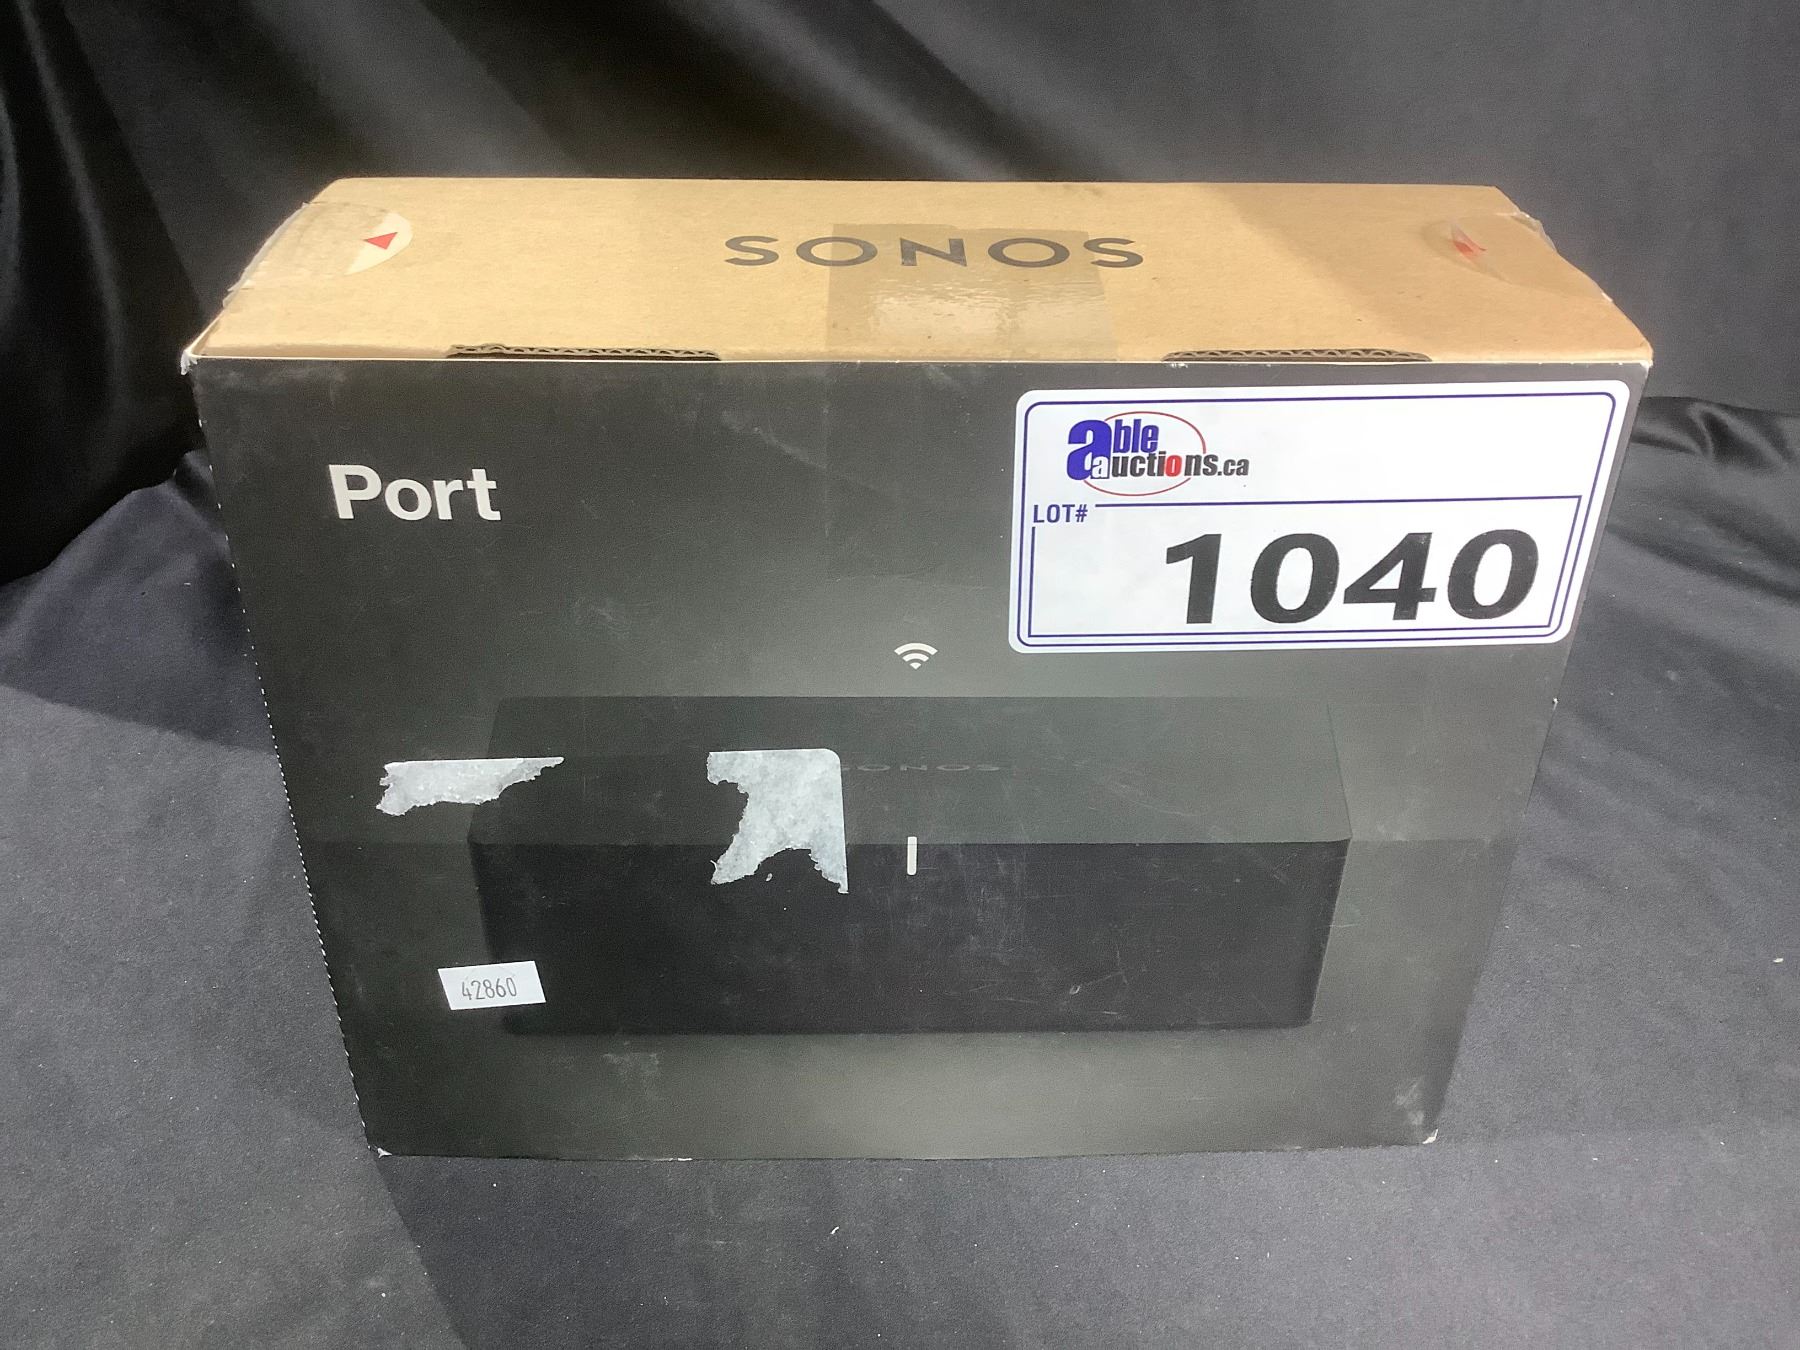 SONOS
Port
able
auctions.ca
LOT#
1040
SONOS
42860